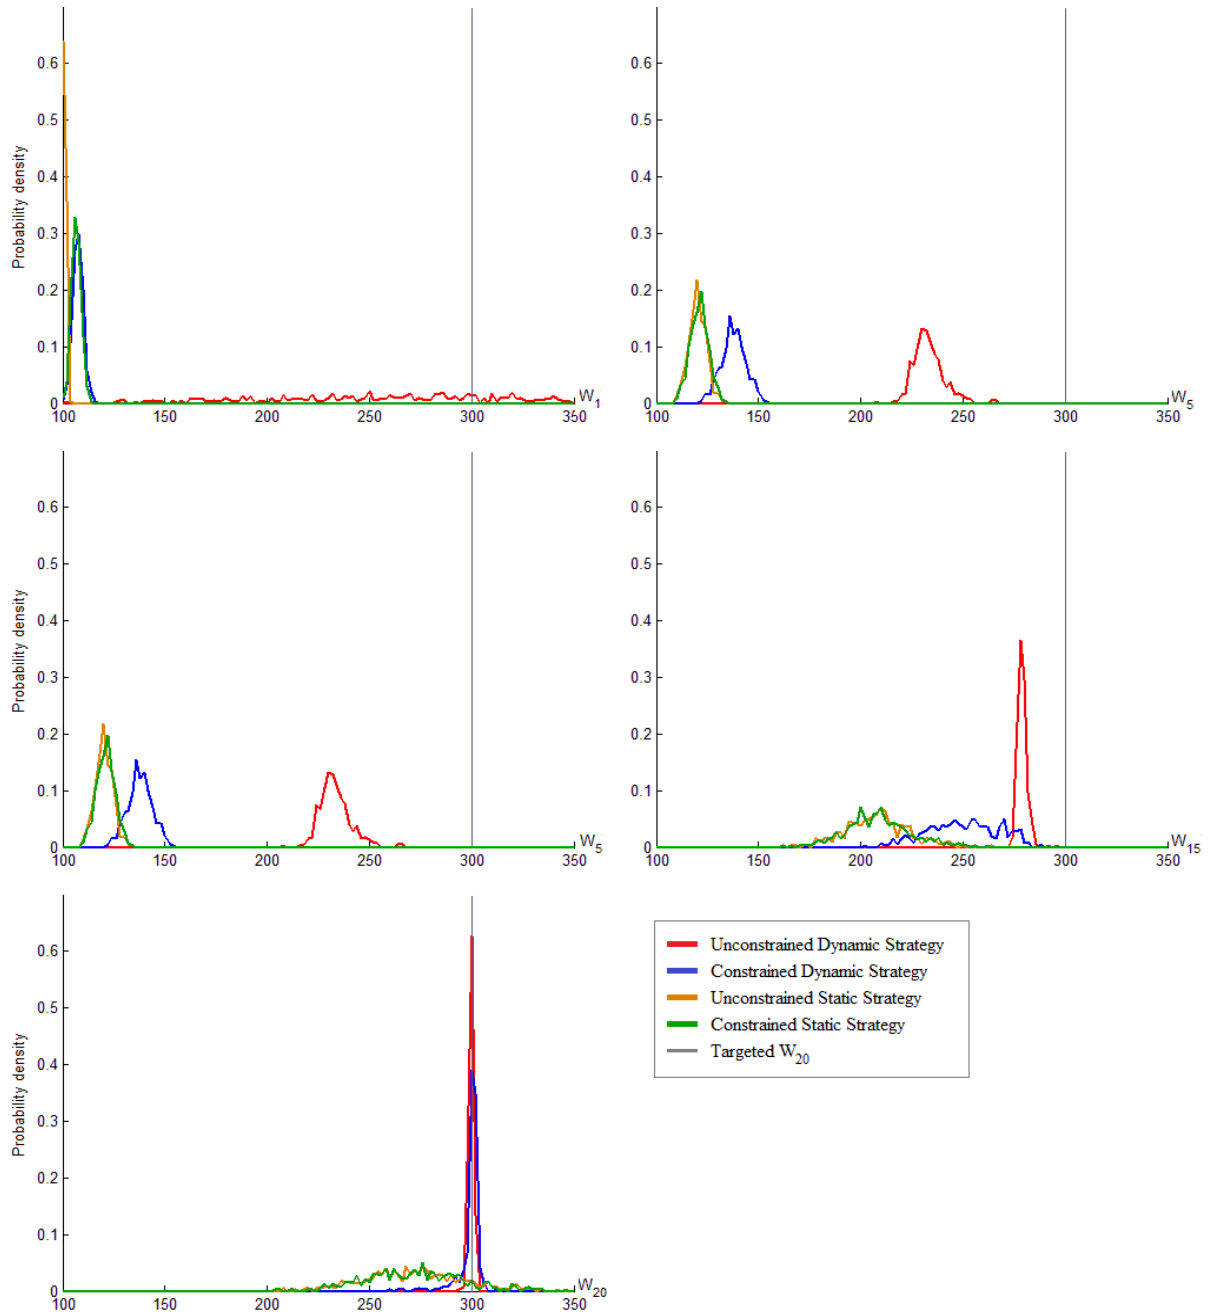 Probability density
0.6
0.5
0.4
0.3
0.2
0.1
0
100 150 200 250 300 350 W1
0.6
0.5
0.4
0.3
0.2
0.1
0
100 150 200 250 300 350 W5
Probability density
0.6
0.5
0.4
0.3
0.2
0.1
0
100 150 200 250 300 350 W5
0.6
0.5
0.4
0.3
0.2
0.1
0
100 150 200 250 300 350 W15
Probability density
0.6
0.5
0.4
0.3
0.2
0.1
0
100 150 200 250 300 350 W20
Unconstrained Dynamic Strategy
Constrained Dynamic Strategy
Unconstrained Static Strategy
Constrained Static Strategy
Targeted W20